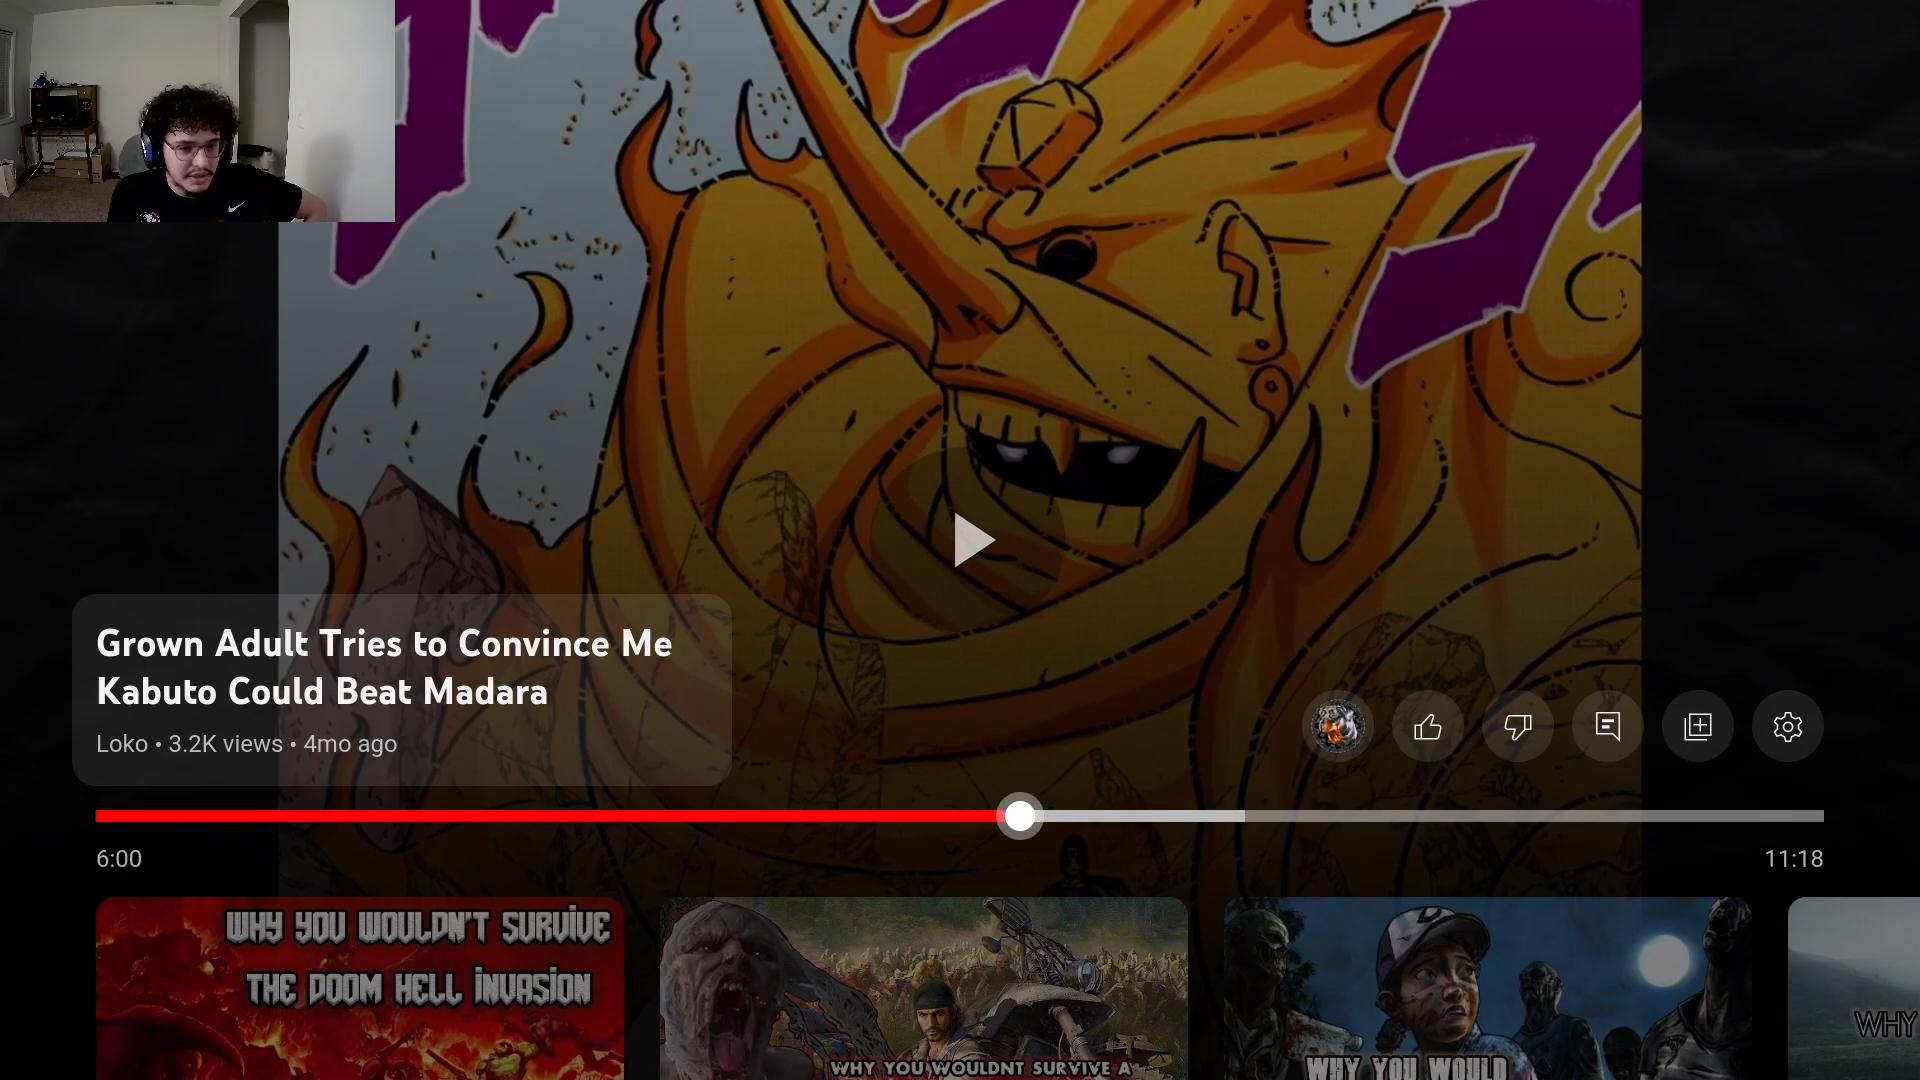 Grown Adult Tries to Convince Me
Kabuto Could Beat Madara
Loko • 3.2K views • 4mo ago
6:00
11:18
WHY YOU WOULDN'T SURVIVE
THE DOOM HELL INVASION
WHY YOU WOULDNT SURVIVE A
WHY YOU WOULD
WHY